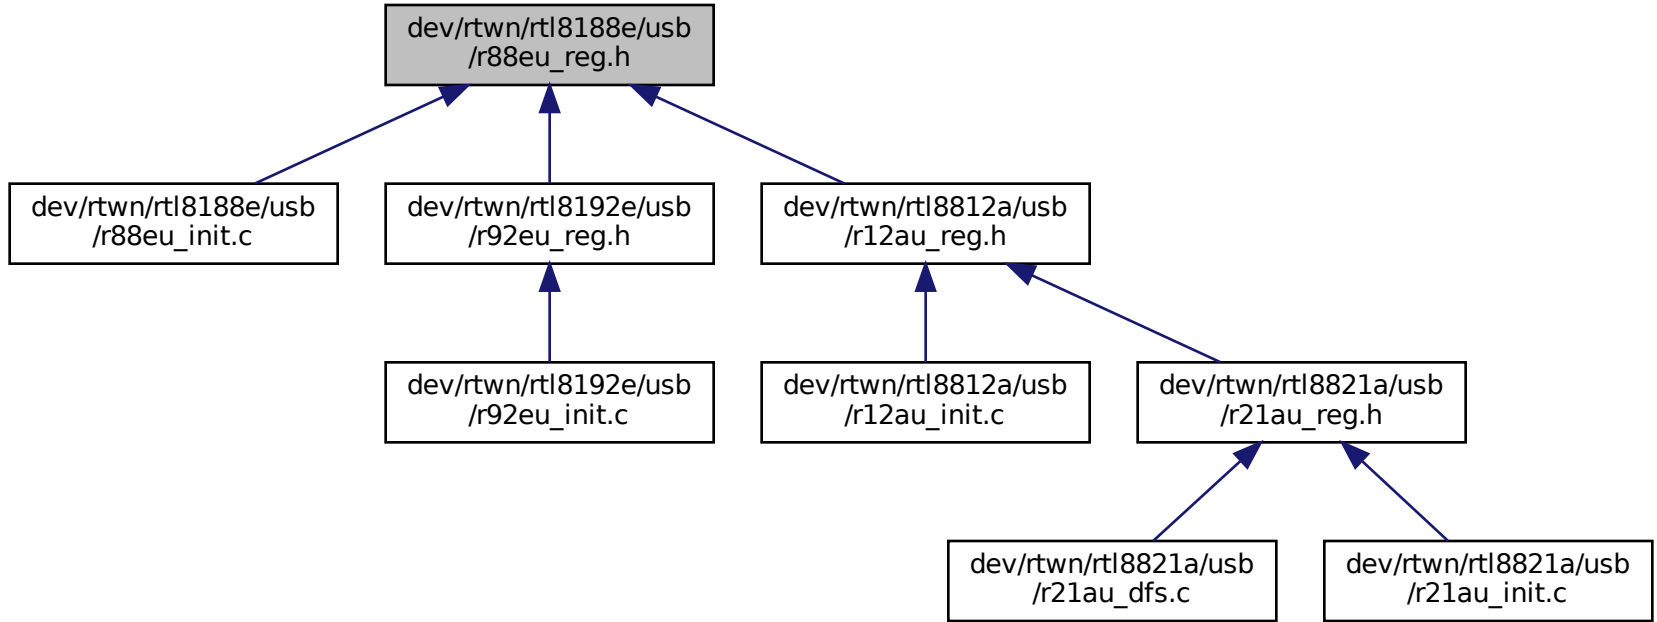 dev/rtwn/rtl8188e/usb
/r88eu_reg.h
dev/rtwn/rtl8188e/usb
/r88eu_init.c
dev/rtwn/rtl8192e/usb
/r92eu_reg.h
dev/rtwn/rtl8812a/usb
/r12au_reg.h
dev/rtwn/rtl8192e/usb
/r92eu_init.c
dev/rtwn/rtl8812a/usb
/r12au_init.c
dev/rtwn/rtl8821a/usb
/r21au_reg.h
dev/rtwn/rtl8821a/usb
/r21au_dfs.c
dev/rtwn/rtl8821a/usb
/r21au_init.c